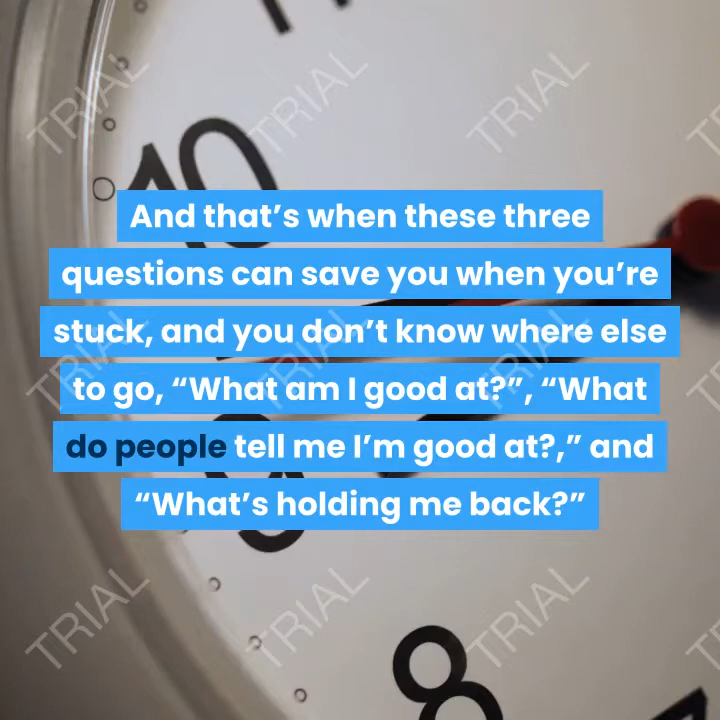 TRIAL TRIAL TRIAL
10
And that’s when these three
questions can save you when you’re
stuck, and you don’t know where else
to go, “What am I good at?”, “What
do people tell me I’m good at?,” and
“What’s holding me back?”
TRIAL TRIAL TRIAL
9
TRIAL TRIAL TRIAL
8